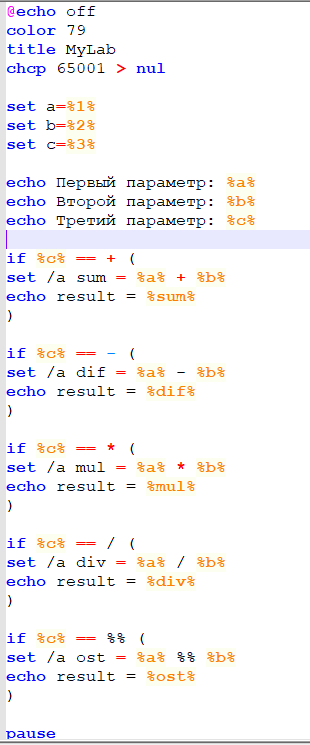 @echo off
color 79
title MyLab
chcp 65001 > nul
set a=%1%
set b=%2%
set c=%3%
echo Первый параметр: %a%
echo Второй параметр: %b%
echo Третий параметр: %c%
if %c% == + (
set /a sum = %a% + %b%
echo result = %sum%
)
if %c% == - (
set /a dif = %a% - %b%
echo result = %dif%
)
if %c% == * (
set /a mul = %a% * %b%
echo result = %mul%
)
if %c% == / (
set /a div = %a% / %b%
echo result = %div%
)
if %c% == %% (
set /a ost = %a% %% %b%
echo result = %ost%
)
pause